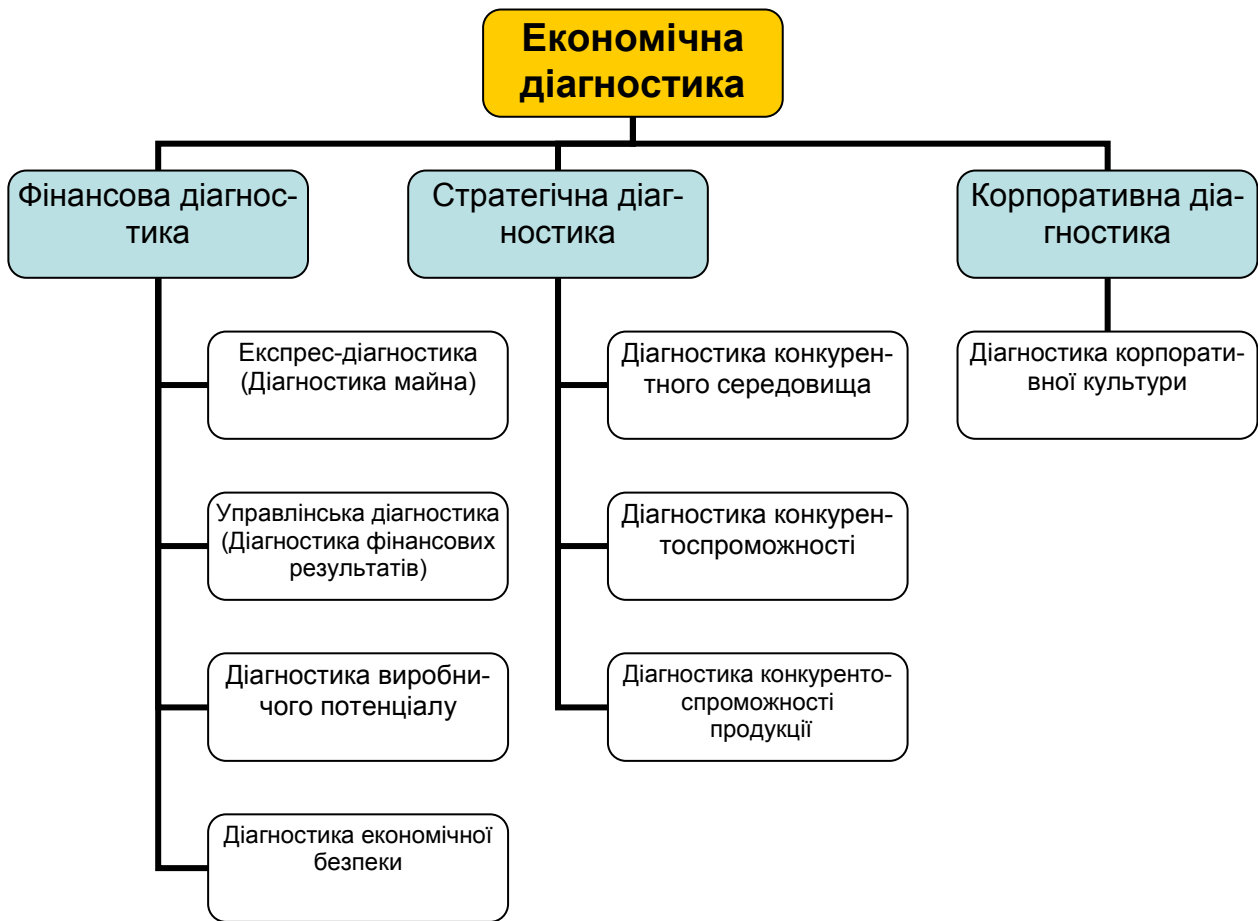 Економічна
діагностика
Фінансова діагнос-
тика
Стратегічна діаг-
ностика
Корпоративна діа-
гностика
Експрес-діагностика
(Діагностика майна)
Управлінська діагностика
(Діагностика фінансових
результатів)
Діагностика виробни-
чого потенціалу
Діагностика економічної
безпеки
Діагностика конкурен-
тного середовища
Діагностика конкурен-
тоспроможності
Діагностика конкуренто-
спроможності
продукції
Діагностика корпорати-
вної культури